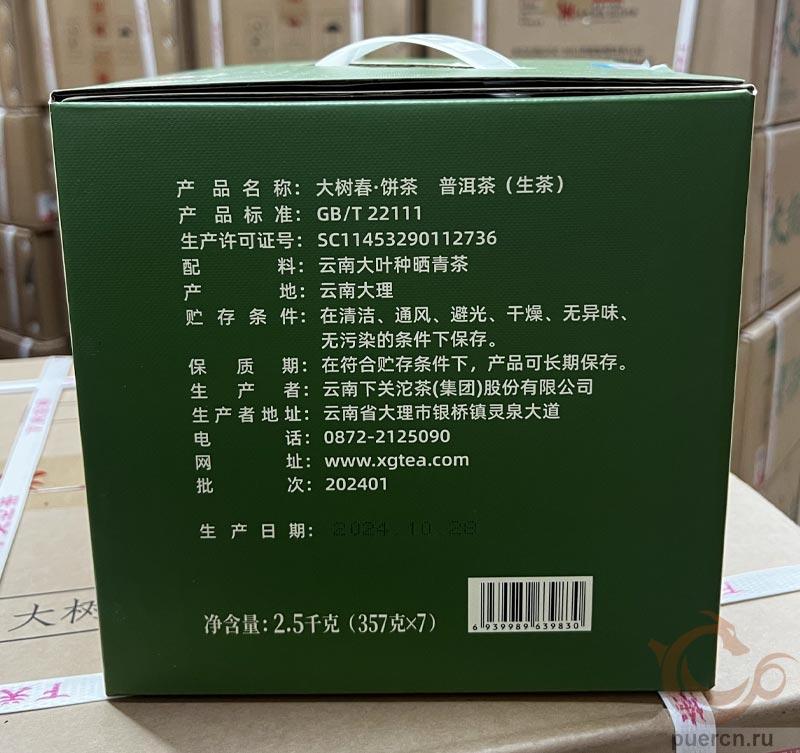 产品名称：大树春·饼茶 普洱茶（生茶）
产品标准：GB/T 22111
生产许可证号：SC11453290112736
配料：云南大叶种晒青茶
产地：云南大理
贮存条件：在清洁、通风、避光、干燥、无异味、
无污染的条件下保存。
保质期：在符合贮存条件下，产品可长期保存。
生产者：云南下关沱茶(集团)股份有限公司
生产者地址：云南省大理市银桥镇灵泉大道
电话：0872-2125090
网址：www.xgtea.com
批次：202401
生产日期：2024.10.28
净含量：2.5千克（357克×7）
6 939989 639830
大树
下关
puercn.ru